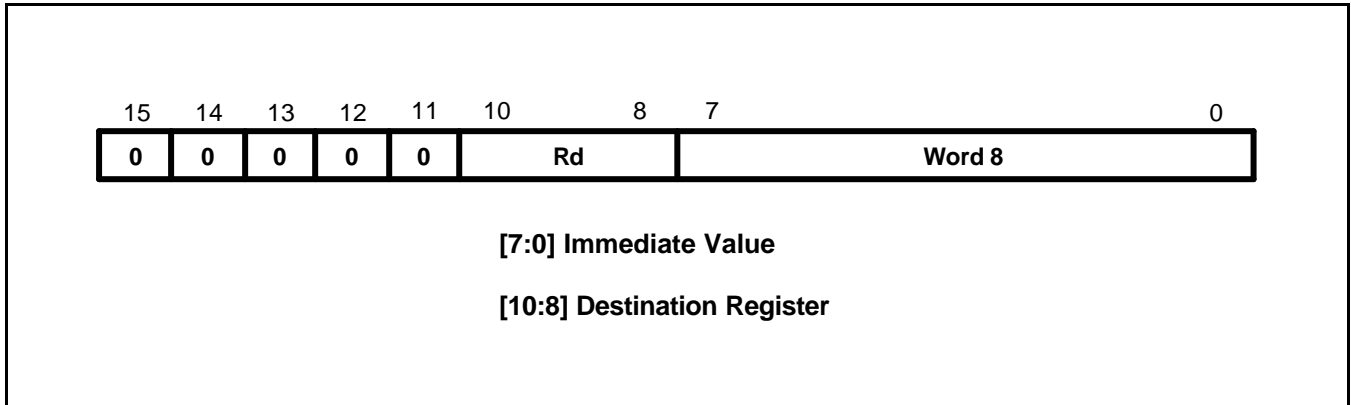 15 14 13 12 11 10 8 7 0
0 0 0 0 0 Rd Word 8
[7:0] Immediate Value
[10:8] Destination Register